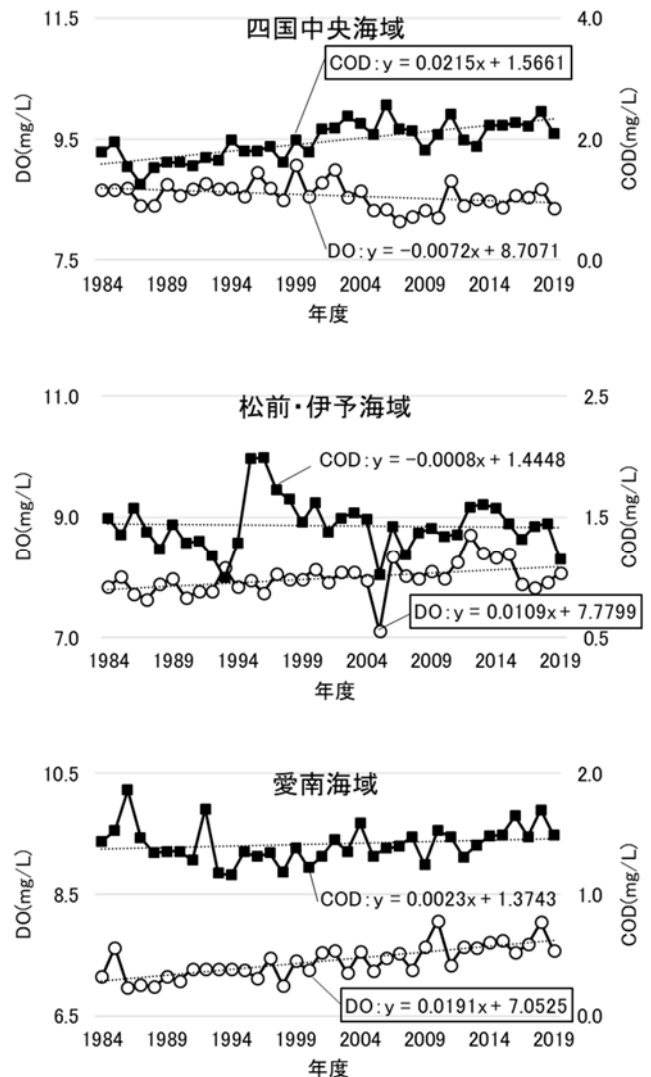 四国中央海域
4.0
11.5
COD:y = 0.0215x + 1.5661
DO(mg/L)
9.5
2.0
COD(mg/L)
DO:y = −0.0072x + 8.7071
7.5
0.0
1984 1989 1994 1999 2004 2009 2014 2019
年度
11.0
2.5
松前・伊予海域
COD:y = −0.0008x + 1.4448
DO(mg/L)
9.0
1.5
COD(mg/L)
DO:y = 0.0109x + 7.7799
7.0
0.5
1984 1989 1994 1999 2004 2009 2014 2019
年度
10.5
2.0
愛南海域
DO(mg/L)
8.5
1.0
COD(mg/L)
COD:y = 0.0023x + 1.3743
DO:y = 0.0191x + 7.0525
6.5
0.0
1984 1989 1994 1999 2004 2009 2014 2019
年度